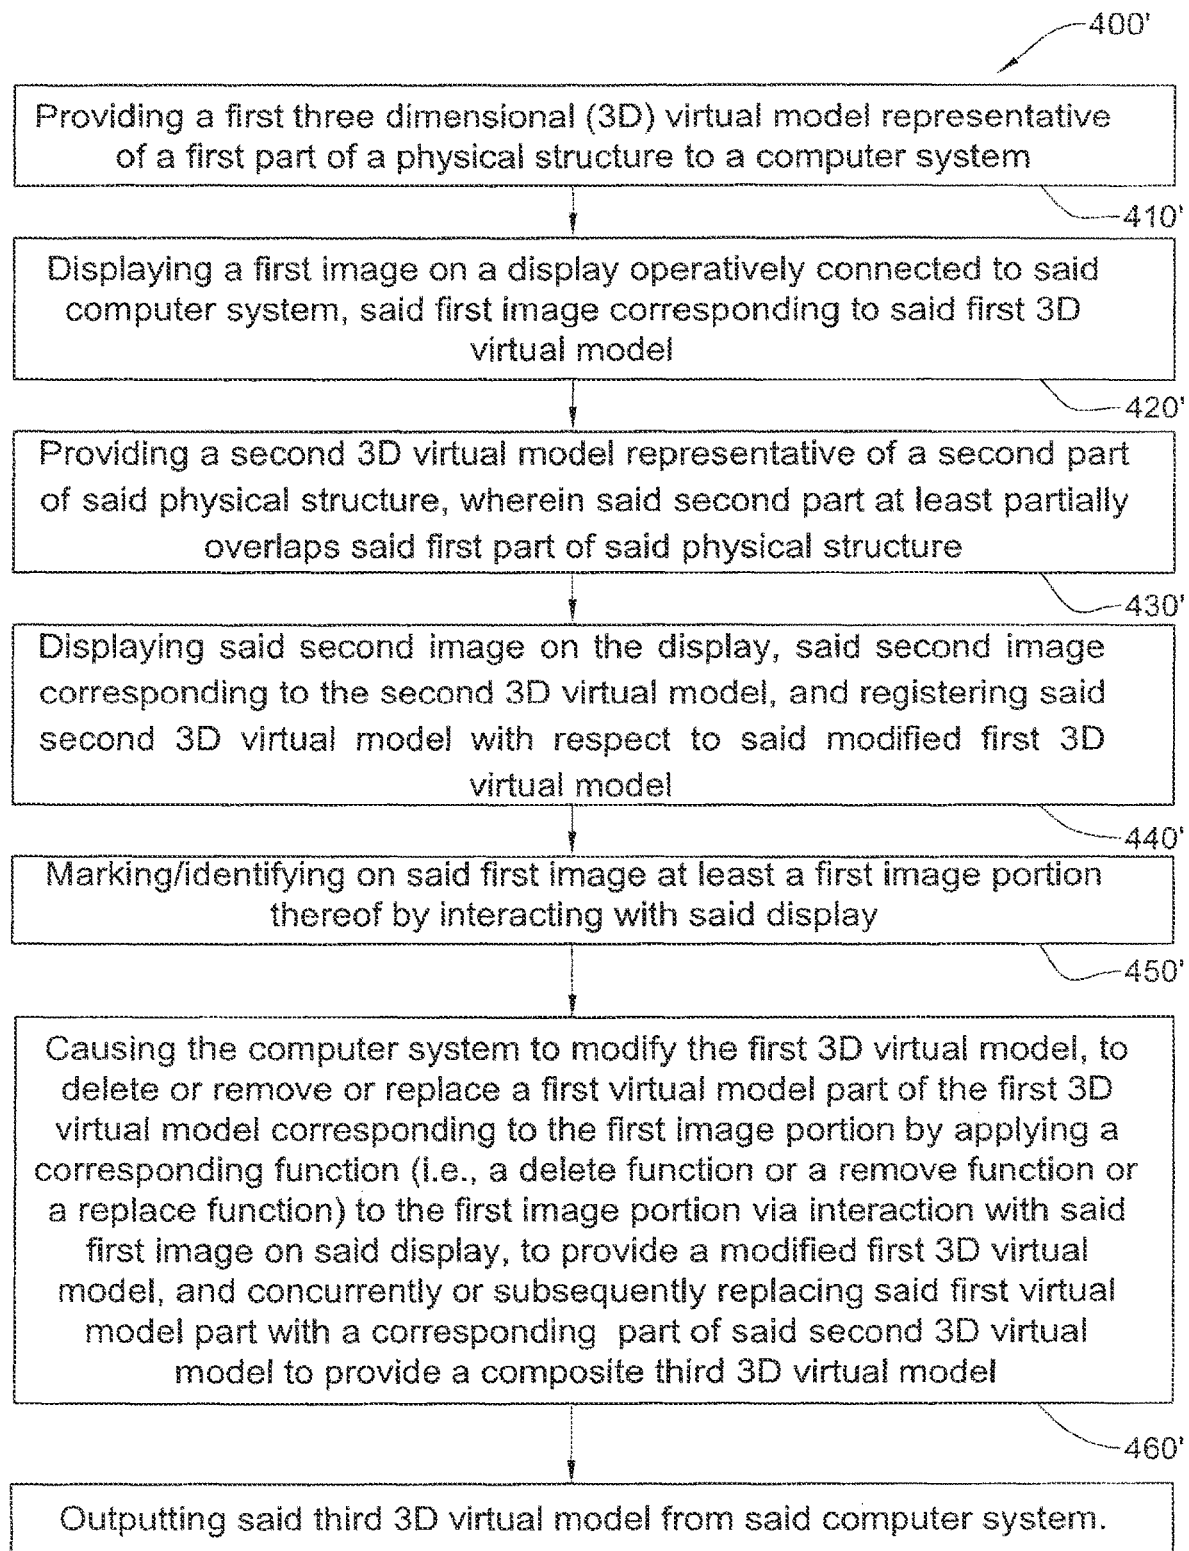 400'
Providing a first three dimensional (3D) virtual model representative
of a first part of a physical structure to a computer system
410'
Displaying a first image on a display operatively connected to said
computer system, said first image corresponding to said first 3D
virtual model
420'
Providing a second 3D virtual model representative of a second part
of said physical structure, wherein said second part at least partially
overlaps said first part of said physical structure
430'
Displaying said second image on the display, said second image
corresponding to the second 3D virtual model, and registering said
second 3D virtual model with respect to said modified first 3D
virtual model
440'
Marking/identifying on said first image at least a first image portion
thereof by interacting with said display
450'
Causing the computer system to modify the first 3D virtual model, to
delete or remove or replace a first virtual model part of the first 3D
virtual model corresponding to the first image portion by applying a
corresponding function (i.e., a delete function or a remove function or
a replace function) to the first image portion via interaction with said
first image on said display, to provide a modified first 3D virtual
model, and concurrently or subsequently replacing said first virtual
model part with a corresponding part of said second 3D virtual
model to provide a composite third 3D virtual model
460'
Outputting said third 3D virtual model from said computer system.